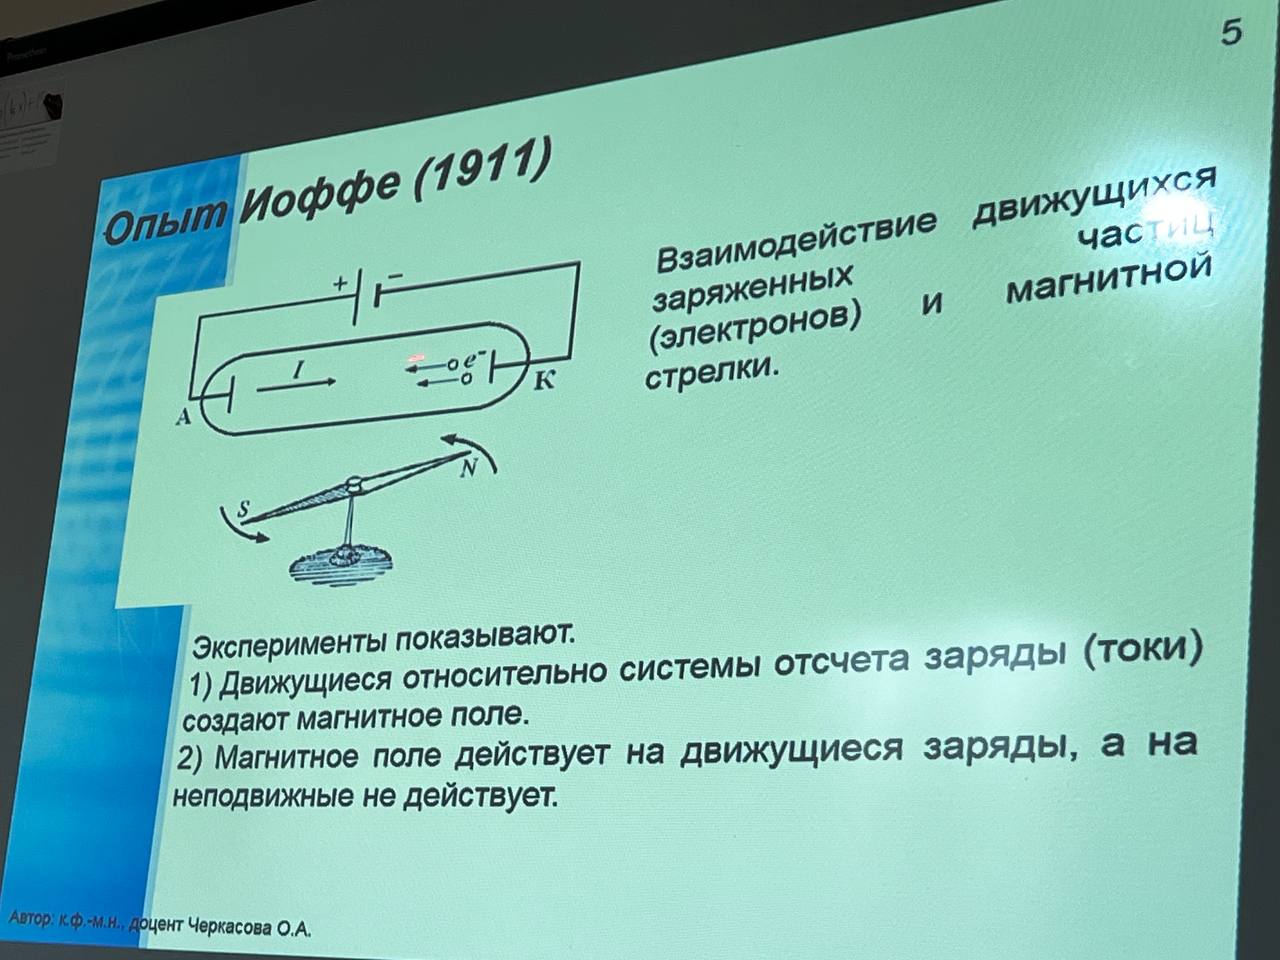 Promethean
5
Опыт Иоффе (1911)
Взаимодействие движущихся
заряженных частиц
(электронов) и магнитной
стрелки.
+ −
I
e⁻
A
K
N
S
Эксперименты показывают.
1) Движущиеся относительно системы отсчета заряды (токи)
создают магнитное поле.
2) Магнитное поле действует на движущиеся заряды, а на
неподвижные не действует.
Автор: к.ф.-м.н., доцент Черкасова О.А.